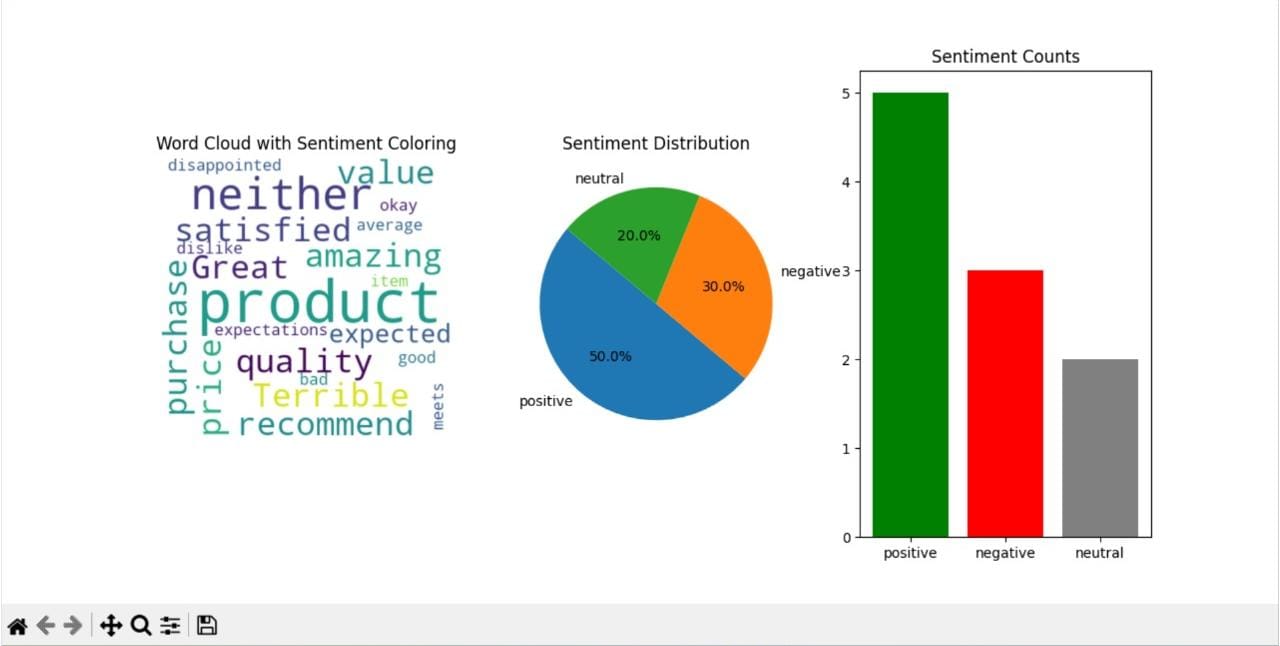 Word Cloud with Sentiment Coloring
disappointed
value
neither
okay
satisfied
average
dislike
amazing
Great
item
product
purchase
expectations
expected
price
quality
good
bad
Terrible
meets
recommend
Sentiment Distribution
neutral
20.0%
negative
30.0%
50.0%
positive
Sentiment Counts
5
4
3
2
1
0
positive negative neutral